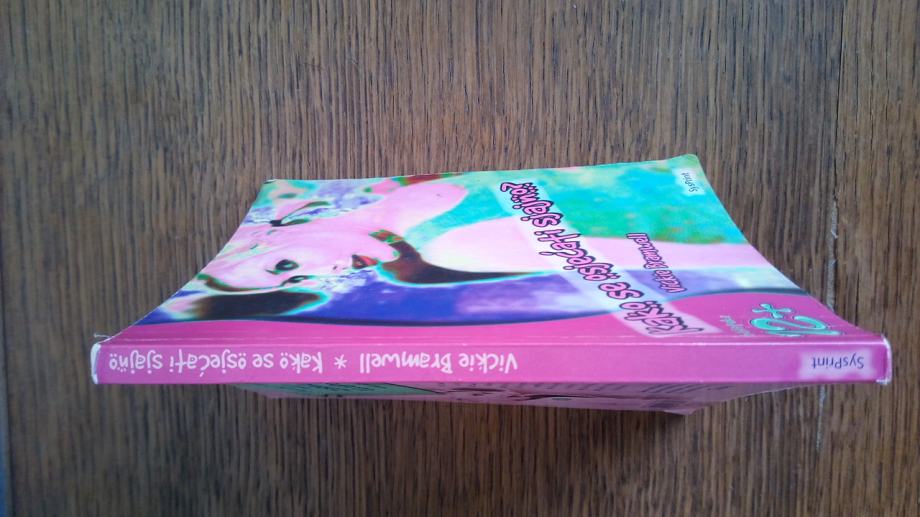 Vickie Bramwell * Kako se osjećati sjajno
SysPrint
Kako se osjećati sjajno
Vickie Bramwell
SysPrint